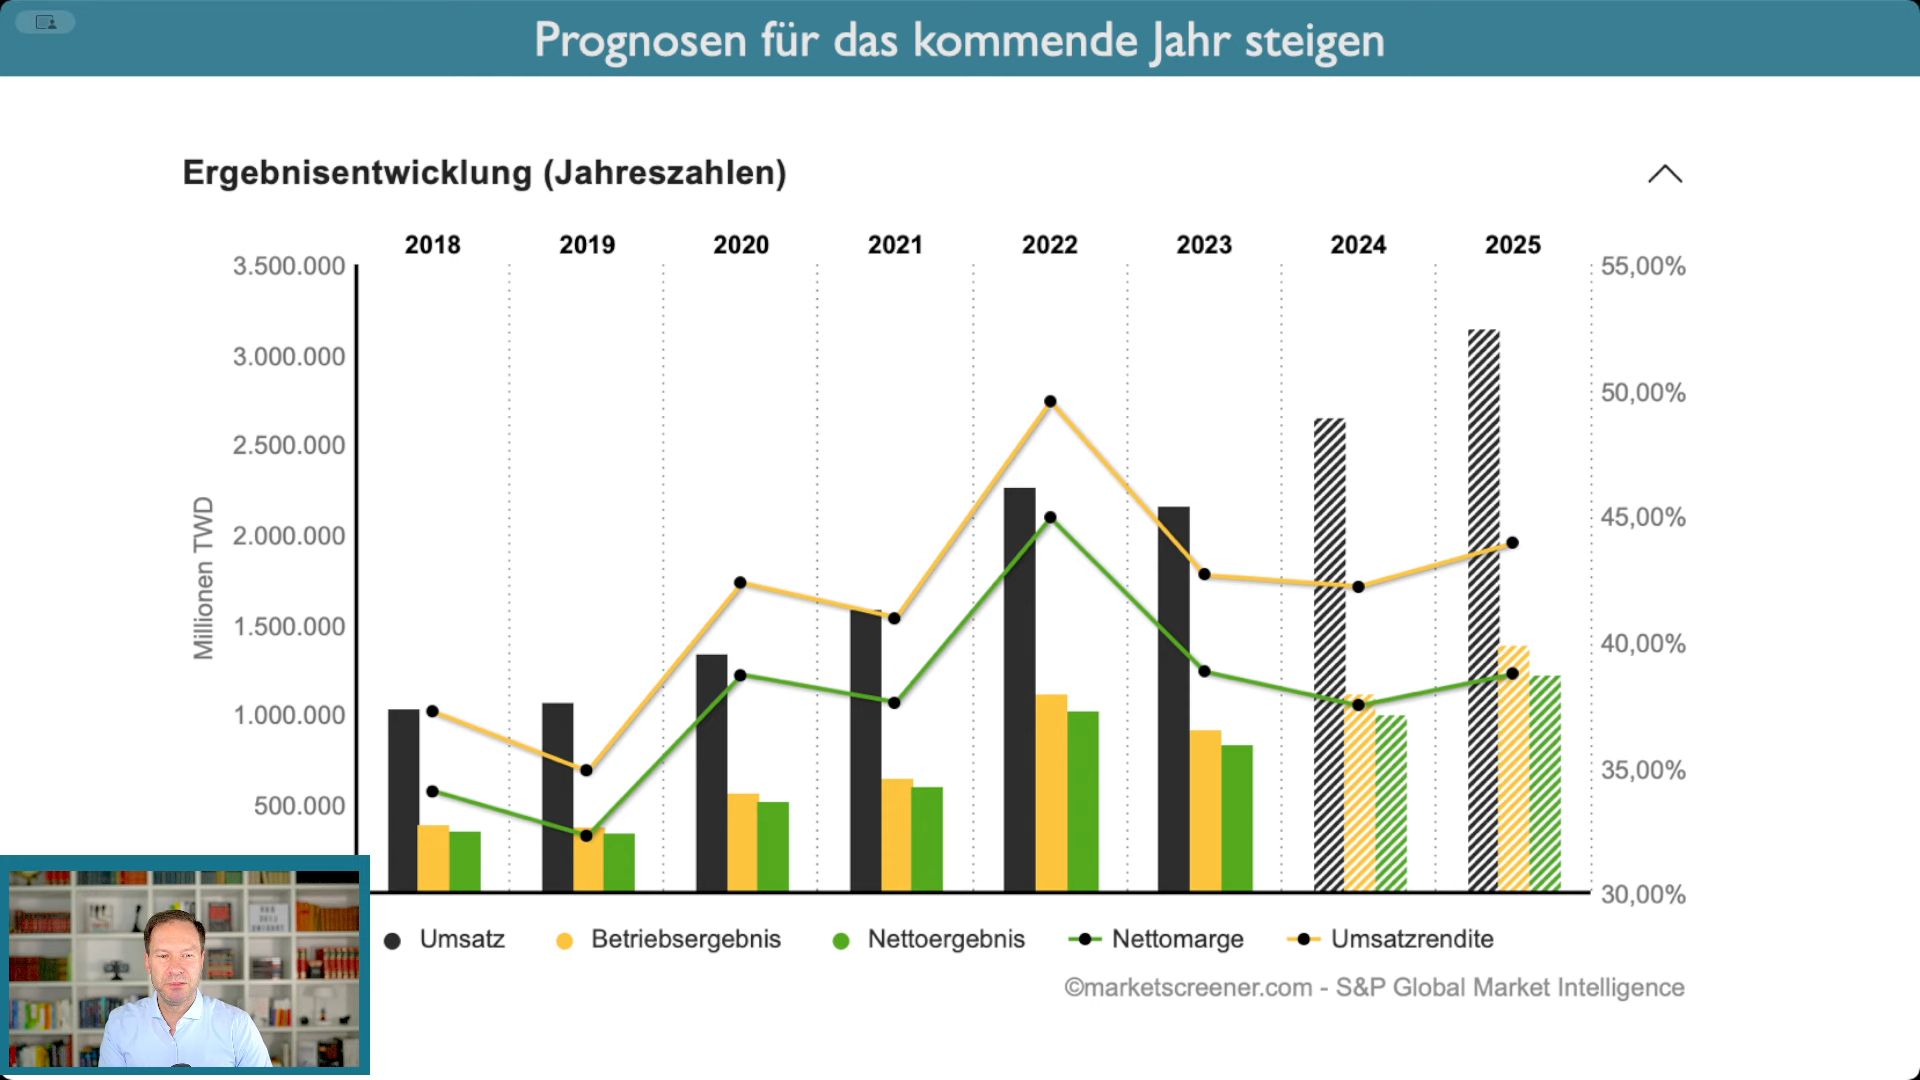 Prognosen für das kommende Jahr steigen
Ergebnisentwicklung (Jahreszahlen)
2018 2019 2020 2021 2022 2023 2024 2025
3.500.000
3.000.000
2.500.000
2.000.000
1.500.000
1.000.000
500.000
Millionen TWD
55,00%
50,00%
45,00%
40,00%
35,00%
30,00%
Umsatz Betriebsergebnis Nettoergebnis Nettomarge Umsatzrendite
©marketscreener.com - S&P Global Market Intelligence